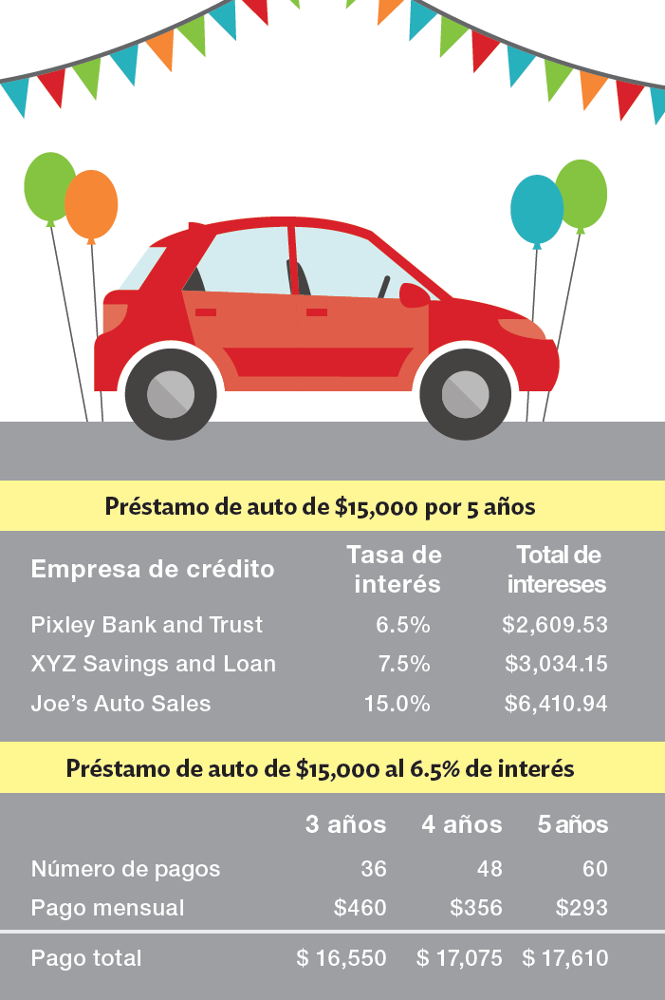 Préstamo de auto de $15,000 por 5 años
Empresa de crédito Tasa de interés Total de intereses
Pixley Bank and Trust 6.5% $2,609.53
XYZ Savings and Loan 7.5% $3,034.15
Joe’s Auto Sales 15.0% $6,410.94
Préstamo de auto de $15,000 al 6.5% de interés
3 años 4 años 5 años
Número de pagos 36 48 60
Pago mensual $460 $356 $293
Pago total $ 16,550 $ 17,075 $ 17,610